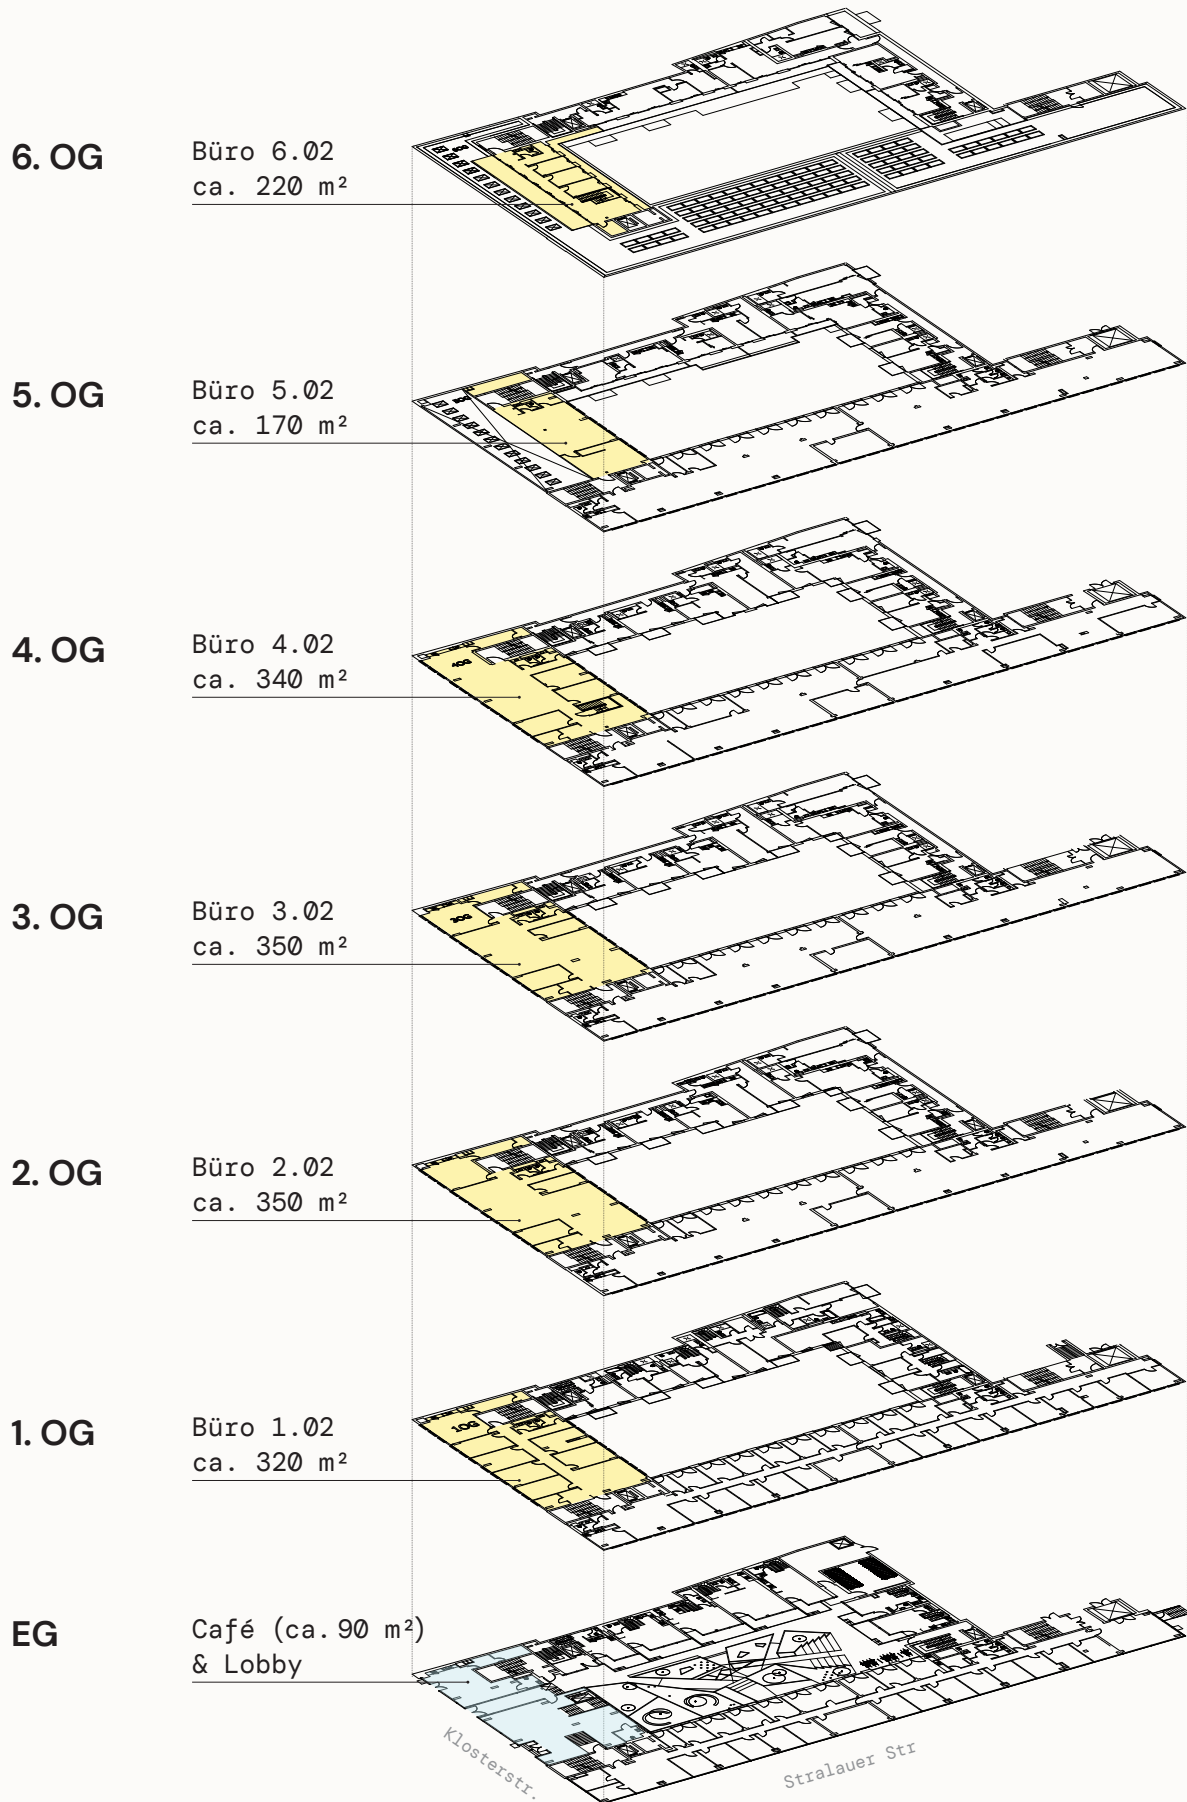 6. OG
Büro 6.02
ca. 220 m²
5. OG
Büro 5.02
ca. 170 m²
4. OG
Büro 4.02
ca. 340 m²
4OG
3. OG
Büro 3.02
ca. 350 m²
3OG
2. OG
Büro 2.02
ca. 350 m²
1. OG
Büro 1.02
ca. 320 m²
1OG
EG
Café (ca. 90 m²)
& Lobby
Klosterstr.
Stralauer Str